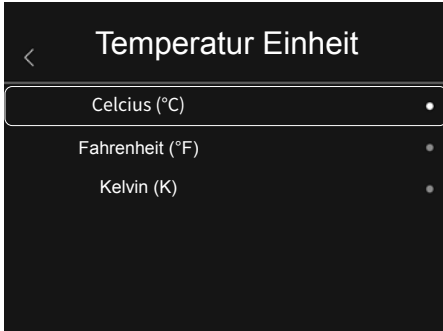 Temperatur Einheit
Celcius (°C)
Fahrenheit (°F)
Kelvin (K)